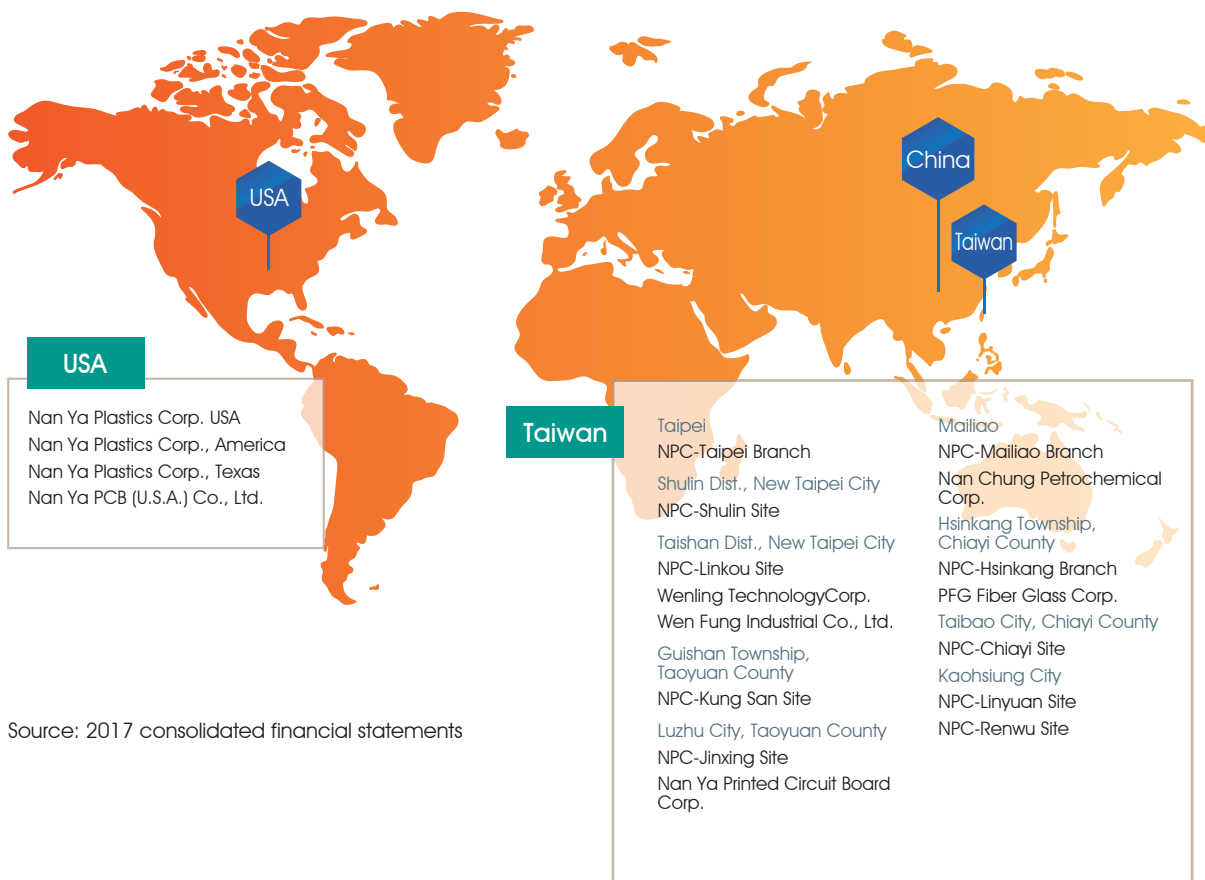 China
USA
Taiwan
USA
Nan Ya Plastics Corp. USA
Nan Ya Plastics Corp., America
Nan Ya Plastics Corp., Texas
Nan Ya PCB (U.S.A.) Co., Ltd.
Taiwan
Taipei
NPC-Taipei Branch
Shulin Dist., New Taipei City
NPC-Shulin Site
Taishan Dist., New Taipei City
NPC-Linkou Site
Wenling TechnologyCorp.
Wen Fung Industrial Co., Ltd.
Guishan Township,
Taoyuan County
NPC-Kung San Site
Luzhu City, Taoyuan County
NPC-Jinxing Site
Nan Ya Printed Circuit Board
Corp.
Mailiao
NPC-Mailiao Branch
Nan Chung Petrochemical
Corp.
Hsinkang Township,
Chiayi County
NPC-Hsinkang Branch
PFG Fiber Glass Corp.
Taibao City, Chiayi County
NPC-Chiayi Site
Kaohsiung City
NPC-Linyuan Site
NPC-Renwu Site
Source: 2017 consolidated financial statements